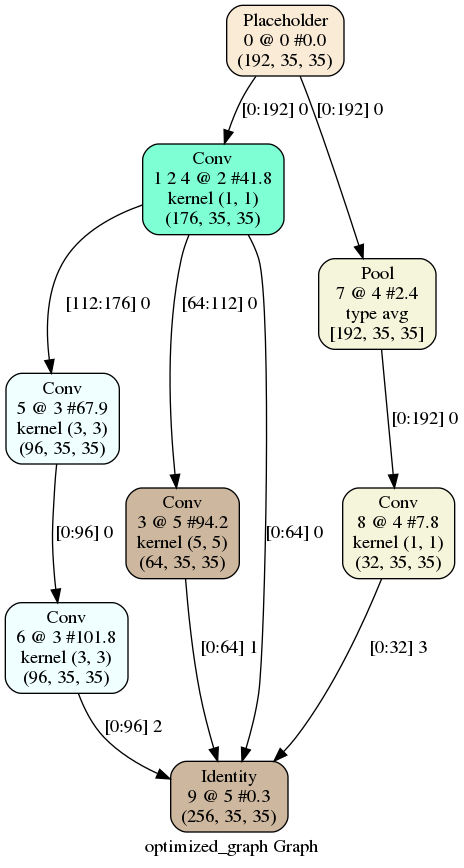 Placeholder
0 @ 0 #0.0
(192, 35, 35)
[0:192] 0
[0:192] 0
Conv
1 2 4 @ 2 #41.8
kernel (1, 1)
(176, 35, 35)
Pool
7 @ 4 #2.4
type avg
[192, 35, 35]
[112:176] 0
[64:112] 0
Conv
5 @ 3 #67.9
kernel (3, 3)
(96, 35, 35)
[0:192] 0
Conv
3 @ 5 #94.2
kernel (5, 5)
(64, 35, 35)
Conv
8 @ 4 #7.8
kernel (1, 1)
(32, 35, 35)
[0:96] 0
[0:64] 0
Conv
6 @ 3 #101.8
kernel (3, 3)
(96, 35, 35)
[0:64] 1
[0:32] 3
[0:96] 2
Identity
9 @ 5 #0.3
(256, 35, 35)
optimized_graph Graph